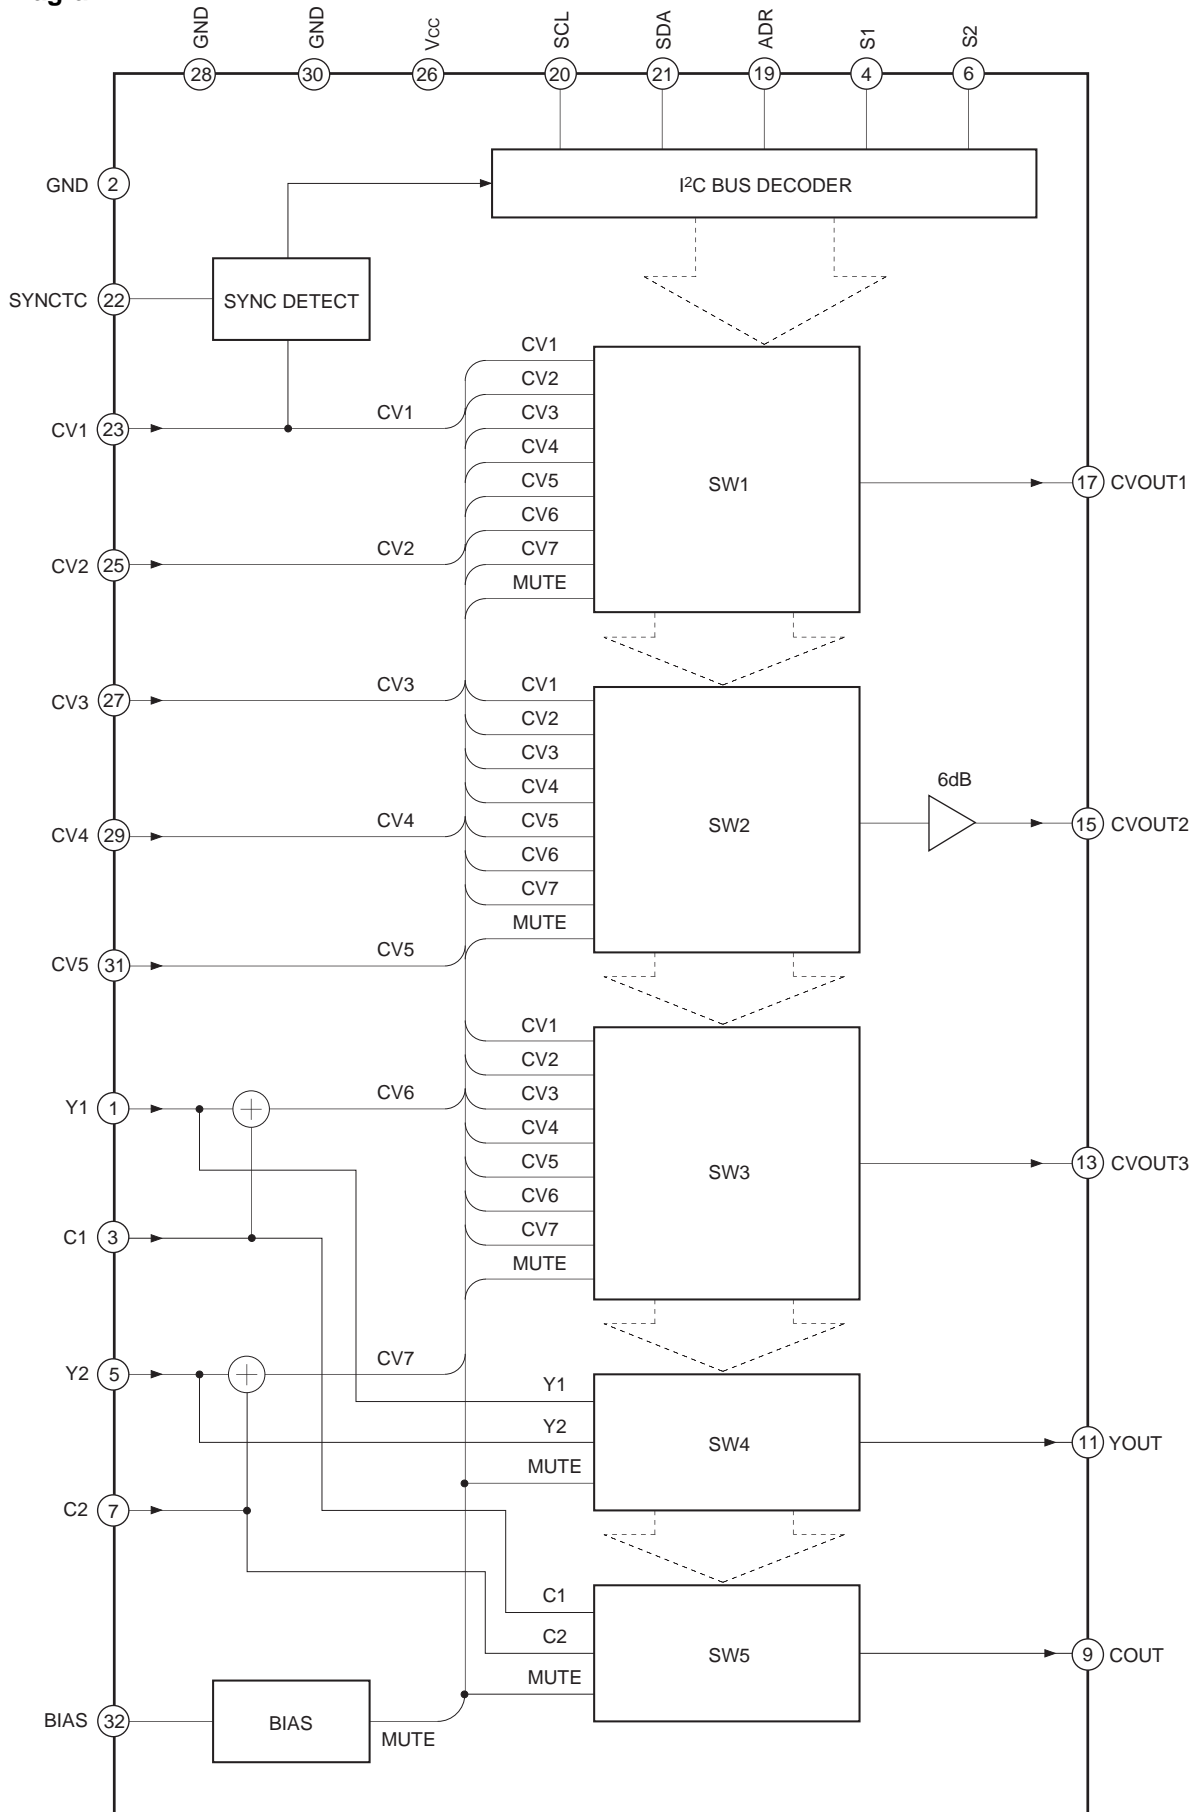 GND
GND
Vcc
SCL
SDA
ADR
S1
S2
28
30
26
20
21
19
4
6
GND 2
I²C BUS DECODER
SYNCTC 22
SYNC DETECT
CV1
CV2
CV1 23
CV1
CV3
CV4
CV5
SW1
17 CVOUT1
CV6
CV2 25
CV2
CV7
MUTE
CV3 27
CV3
CV1
CV2
CV3
CV4
6dB
CV4 29
CV4
CV5
SW2
15 CVOUT2
CV6
CV7
MUTE
CV5 31
CV5
CV1
CV2
Y1 1
CV6
CV3
CV4
CV5
SW3
13 CVOUT3
CV6
C1 3
CV7
MUTE
Y2 5
CV7
Y1
Y2
SW4
11 YOUT
MUTE
C2 7
C1
C2
SW5
9 COUT
MUTE
BIAS 32
BIAS
MUTE